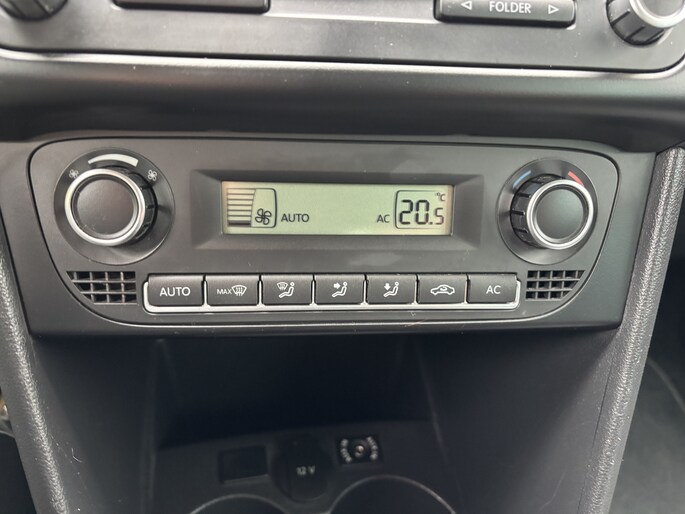 FOLDER
AUTO AC 20.5 °C
AUTO MAX AC
12 V